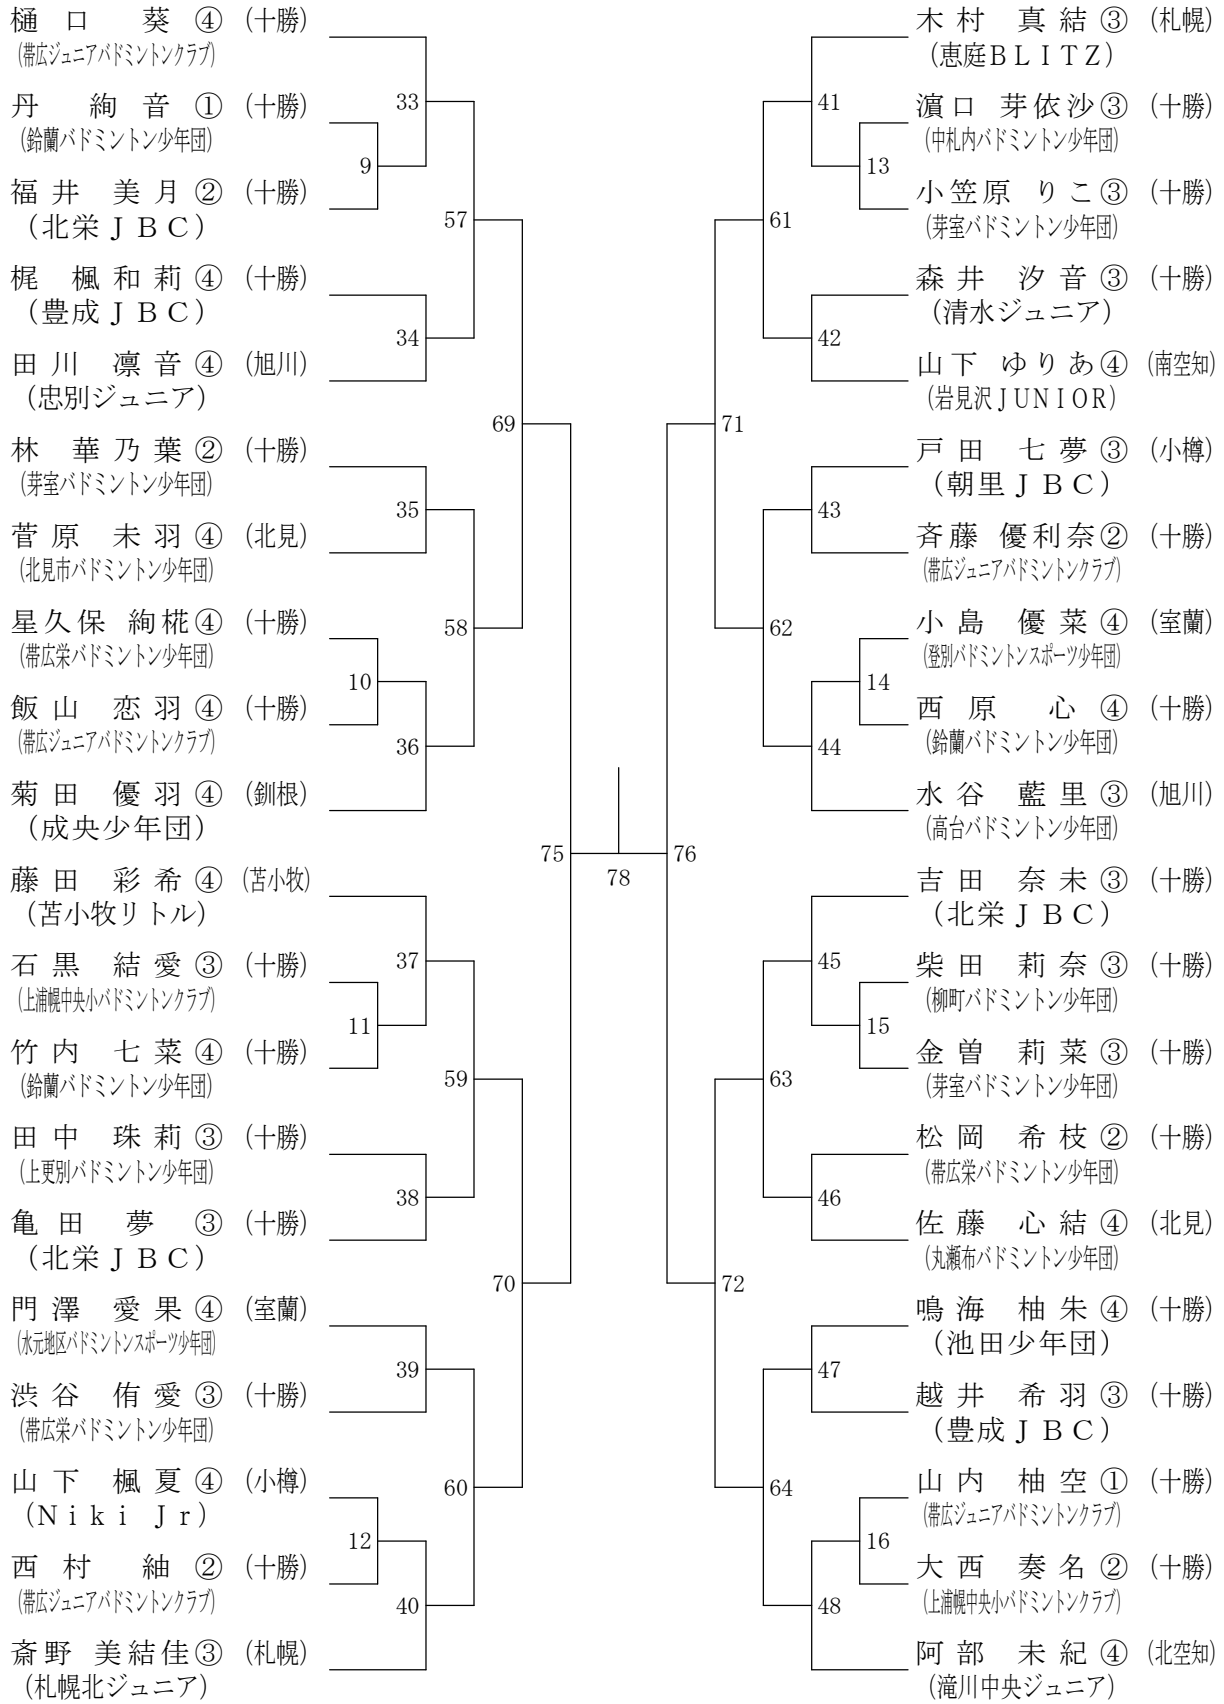 樋口 葵④ (十勝)
(帯広ジュニアバドミントンクラブ)
丹 絢音① (十勝)
(鈴蘭バドミントン少年団)
福井 美月② (十勝)
(北栄ＪＢＣ)
梶 楓和莉④ (十勝)
(豊成ＪＢＣ)
田川 凛音④ (旭川)
(忠別ジュニア)
林 華乃葉② (十勝)
(芽室バドミントン少年団)
菅原 未羽④ (北見)
(北見市バドミントン少年団)
星久保 絢椛④ (十勝)
(帯広栄バドミントン少年団)
飯山 恋羽④ (十勝)
(帯広ジュニアバドミントンクラブ)
菊田 優羽④ (釧根)
(成央少年団)
藤田 彩希④ (苫小牧)
(苫小牧リトル)
石黒 結愛③ (十勝)
(上浦幌中央小バドミントンクラブ)
竹内 七菜④ (十勝)
(鈴蘭バドミントン少年団)
田中 珠莉③ (十勝)
(上更別バドミントン少年団)
亀田 夢③ (十勝)
(北栄ＪＢＣ)
門澤 愛果④ (室蘭)
(水元地区バドミントンスポーツ少年団)
渋谷 侑愛③ (十勝)
(帯広栄バドミントン少年団)
山下 楓夏④ (小樽)
(Ｎｉｋｉ Ｊｒ)
西村 紬② (十勝)
(帯広ジュニアバドミントンクラブ)
斎野 美結佳③ (札幌)
(札幌北ジュニア)
9
10
11
12
33
34
35
36
37
38
39
40
57
58
59
60
69
70
75
78
76
71
72
61
62
63
64
41
42
43
44
45
46
47
48
13
14
15
16
木村 真結③ (札幌)
(恵庭ＢＬＩＴＺ)
濵口 芽依沙③ (十勝)
(中札内バドミントン少年団)
小笠原 りこ③ (十勝)
(芽室バドミントン少年団)
森井 汐音③ (十勝)
(清水ジュニア)
山下 ゆりあ④ (南空知)
(岩見沢ＪＵＮＩＯＲ)
戸田 七夢③ (小樽)
(朝里ＪＢＣ)
斉藤 優利奈② (十勝)
(帯広ジュニアバドミントンクラブ)
小島 優菜④ (室蘭)
(登別バドミントンスポーツ少年団)
西原 心④ (十勝)
(鈴蘭バドミントン少年団)
水谷 藍里③ (旭川)
(高台バドミントン少年団)
吉田 奈未③ (十勝)
(北栄ＪＢＣ)
柴田 莉奈③ (十勝)
(柳町バドミントン少年団)
金曽 莉菜③ (十勝)
(芽室バドミントン少年団)
松岡 希枝② (十勝)
(帯広栄バドミントン少年団)
佐藤 心結④ (北見)
(丸瀬布バドミントン少年団)
鳴海 柚朱④ (十勝)
(池田少年団)
越井 希羽③ (十勝)
(豊成ＪＢＣ)
山内 柚空① (十勝)
(帯広ジュニアバドミントンクラブ)
大西 奏名② (十勝)
(上浦幌中央小バドミントンクラブ)
阿部 未紀④ (北空知)
(滝川中央ジュニア)